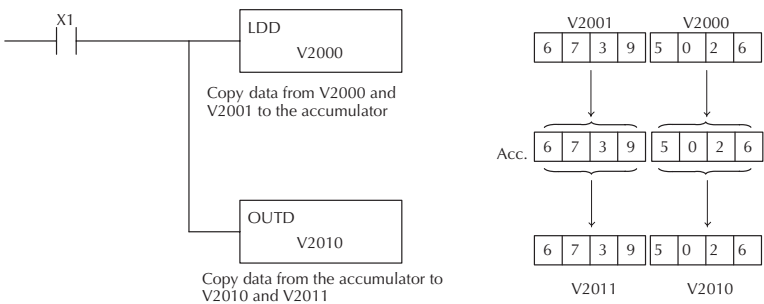 X1
LDD
V2000
Copy data from V2000 and
V2001 to the accumulator
OUTD
V2010
Copy data from the accumulator to
V2010 and V2011
V2001 V2000
6 7 3 9 5 0 2 6
Acc. 6 7 3 9 5 0 2 6
6 7 3 9 5 0 2 6
V2011 V2010